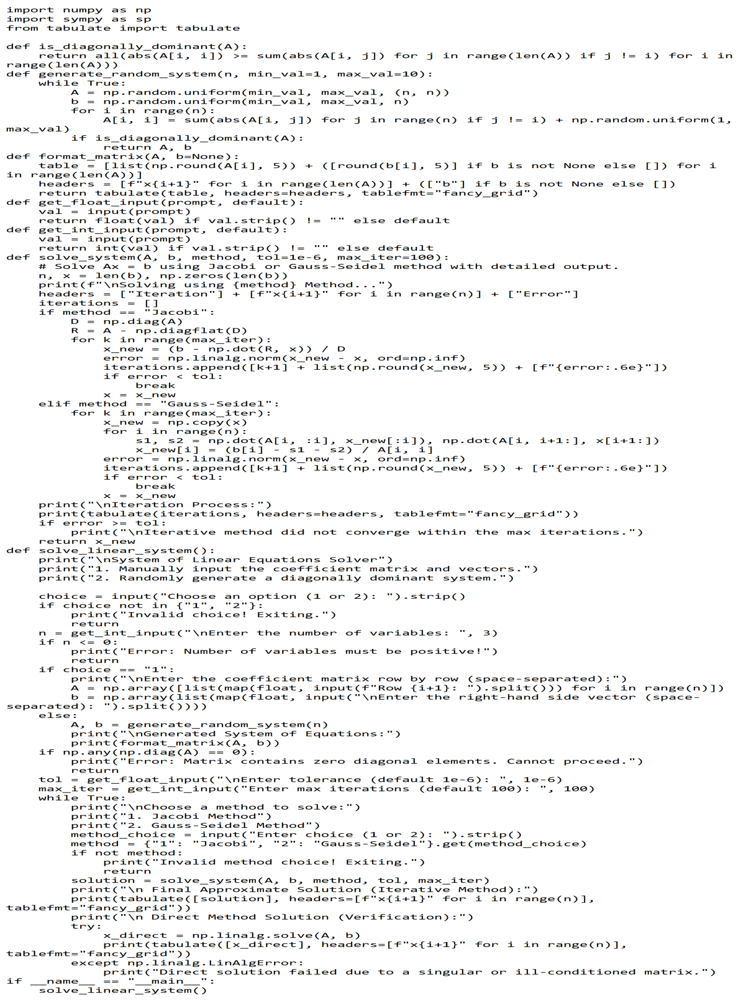 import numpy as np
import sympy as sp
from tabulate import tabulate

def is_diagonally_dominant(A):
    return all(abs(A[i, i]) >= sum(abs(A[i, j]) for j in range(len(A)) if j != i) for i in
range(len(A)))
def generate_random_system(n, min_val=1, max_val=10):
    while True:
        A = np.random.uniform(min_val, max_val, (n, n))
        b = np.random.uniform(min_val, max_val, n)
        for i in range(n):
            A[i, i] = sum(abs(A[i, j]) for j in range(n) if j != i) + np.random.uniform(1,
max_val)
        if is_diagonally_dominant(A):
            return A, b
def format_matrix(A, b=None):
    table = [list(np.round(A[i], 5)) + ([round(b[i], 5)] if b is not None else []) for i
in range(len(A))]
    headers = [f"x{i+1}" for i in range(len(A))] + (["b"] if b is not None else [])
    return tabulate(table, headers=headers, tablefmt="fancy_grid")
def get_float_input(prompt, default):
    val = input(prompt)
    return float(val) if val.strip() != "" else default
def get_int_input(prompt, default):
    val = input(prompt)
    return int(val) if val.strip() != "" else default
def solve_system(A, b, method, tol=1e-6, max_iter=100):
    # Solve Ax = b using Jacobi or Gauss-Seidel method with detailed output.
    n, x = len(b), np.zeros(len(b))
    print(f"\nSolving using {method} Method...")
    headers = ["Iteration"] + [f"x{i+1}" for i in range(n)] + ["Error"]
    iterations = []
    if method == "Jacobi":
        D = np.diag(A)
        R = A - np.diagflat(D)
        for k in range(max_iter):
            x_new = (b - np.dot(R, x)) / D
            error = np.linalg.norm(x_new - x, ord=np.inf)
            iterations.append([k+1] + list(np.round(x_new, 5)) + [f"{error:.6e}"])
            if error < tol:
                break
            x = x_new
    elif method == "Gauss-Seidel":
        for k in range(max_iter):
            x_new = np.copy(x)
            for i in range(n):
                s1, s2 = np.dot(A[i, :i], x_new[:i]), np.dot(A[i, i+1:], x[i+1:])
                x_new[i] = (b[i] - s1 - s2) / A[i, i]
            error = np.linalg.norm(x_new - x, ord=np.inf)
            iterations.append([k+1] + list(np.round(x_new, 5)) + [f"{error:.6e}"])
            if error < tol:
                break
            x = x_new
    print("\nIteration Process:")
    print(tabulate(iterations, headers=headers, tablefmt="fancy_grid"))
    if error >= tol:
        print("\nIterative method did not converge within the max iterations.")
    return x_new
def solve_linear_system():
    print("\nSystem of Linear Equations Solver")
    print("1. Manually input the coefficient matrix and vectors.")
    print("2. Randomly generate a diagonally dominant system.")

    choice = input("Choose an option (1 or 2): ").strip()
    if choice not in {"1", "2"}:
        print("Invalid choice! Exiting.")
        return
    n = get_int_input("\nEnter the number of variables: ", 3)
    if n <= 0:
        print("Error: Number of variables must be positive!")
        return
    if choice == "1":
        print("\nEnter the coefficient matrix row by row (space-separated):")
        A = np.array([list(map(float, input(f"Row {i+1}: ").split())) for i in range(n)])
        b = np.array(list(map(float, input("\nEnter the right-hand side vector (space-
separated): ").split())))
    else:
        A, b = generate_random_system(n)
        print("\nGenerated System of Equations:")
        print(format_matrix(A, b))
    if np.any(np.diag(A) == 0):
        print("Error: Matrix contains zero diagonal elements. Cannot proceed.")
        return
    tol = get_float_input("\nEnter tolerance (default 1e-6): ", 1e-6)
    max_iter = get_int_input("Enter max iterations (default 100): ", 100)
    while True:
        print("\nChoose a method to solve:")
        print("1. Jacobi Method")
        print("2. Gauss-Seidel Method")
        method_choice = input("Enter choice (1 or 2): ").strip()
        method = {"1": "Jacobi", "2": "Gauss-Seidel"}.get(method_choice)
        if not method:
            print("Invalid method choice! Exiting.")
            return
        solution = solve_system(A, b, method, tol, max_iter)
        print("\n Final Approximate Solution (Iterative Method):")
        print(tabulate([solution], headers=[f"x{i+1}" for i in range(n)],
tablefmt="fancy_grid"))
        print("\n Direct Method Solution (Verification):")
        try:
            x_direct = np.linalg.solve(A, b)
            print(tabulate([x_direct], headers=[f"x{i+1}" for i in range(n)],
tablefmt="fancy_grid"))
        except np.linalg.LinAlgError:
            print("Direct solution failed due to a singular or ill-conditioned matrix.")
if __name__ == "__main__":
    solve_linear_system()